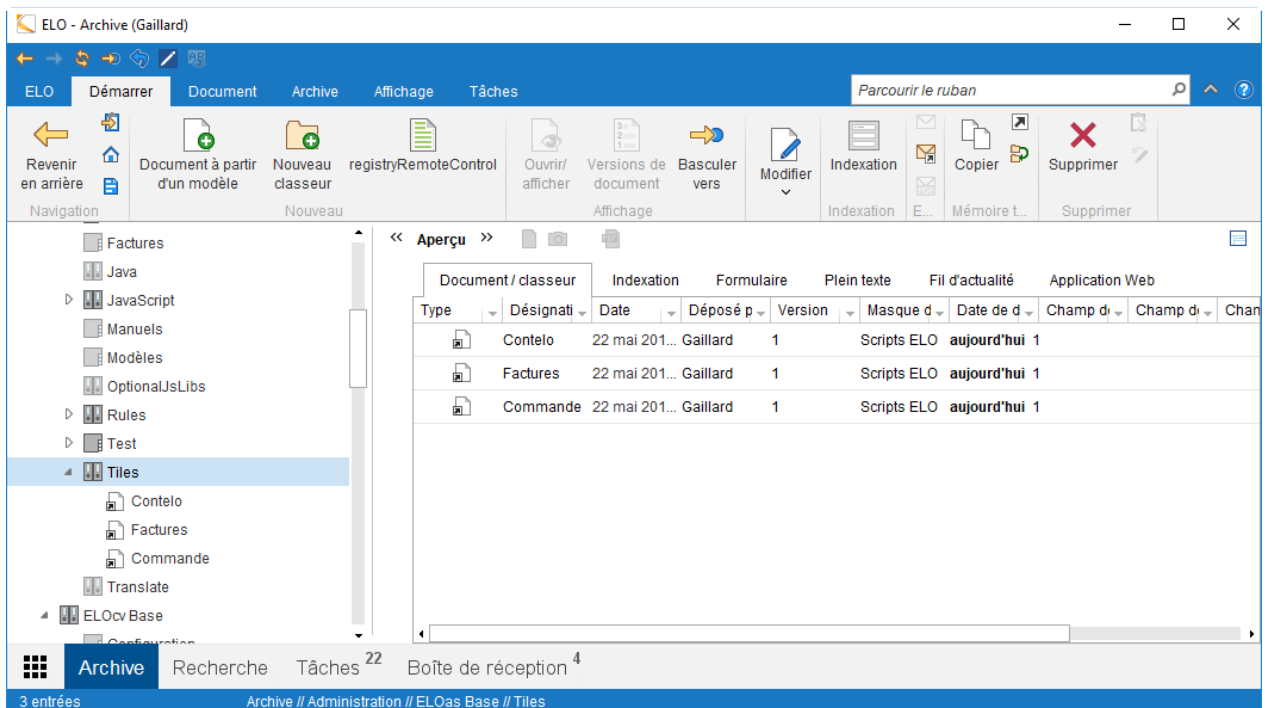 ELO - Archive (Gaillard)
ELO Démarrer Document Archive Affichage Tâches Parcourir le ruban
Revenir en arrière
Document à partir d'un modèle
Nouveau classeur
registryRemoteControl
Ouvrir/ afficher
Versions de document
Basculer vers
Modifier
Indexation
Copier
Supprimer
Navigation Nouveau Affichage Indexation E... Mémoire t... Supprimer
Factures
Java
JavaScript
Manuels
Modèles
OptionalJsLibs
Rules
Test
Tiles
Contelo
Factures
Commande
Translate
ELOcv Base
Configuration
Aperçu
Document / classeur Indexation Formulaire Plein texte Fil d'actualité Application Web
Type Désignati Date Déposé p Version Masque d Date de d Champ d Champ d Chan
Contelo 22 mai 201... Gaillard 1 Scripts ELO aujourd'hui 1
Factures 22 mai 201... Gaillard 1 Scripts ELO aujourd'hui 1
Commande 22 mai 201... Gaillard 1 Scripts ELO aujourd'hui 1
Archive Recherche Tâches 22 Boîte de réception 4
3 entrées Archive // Administration // ELOas Base // Tiles